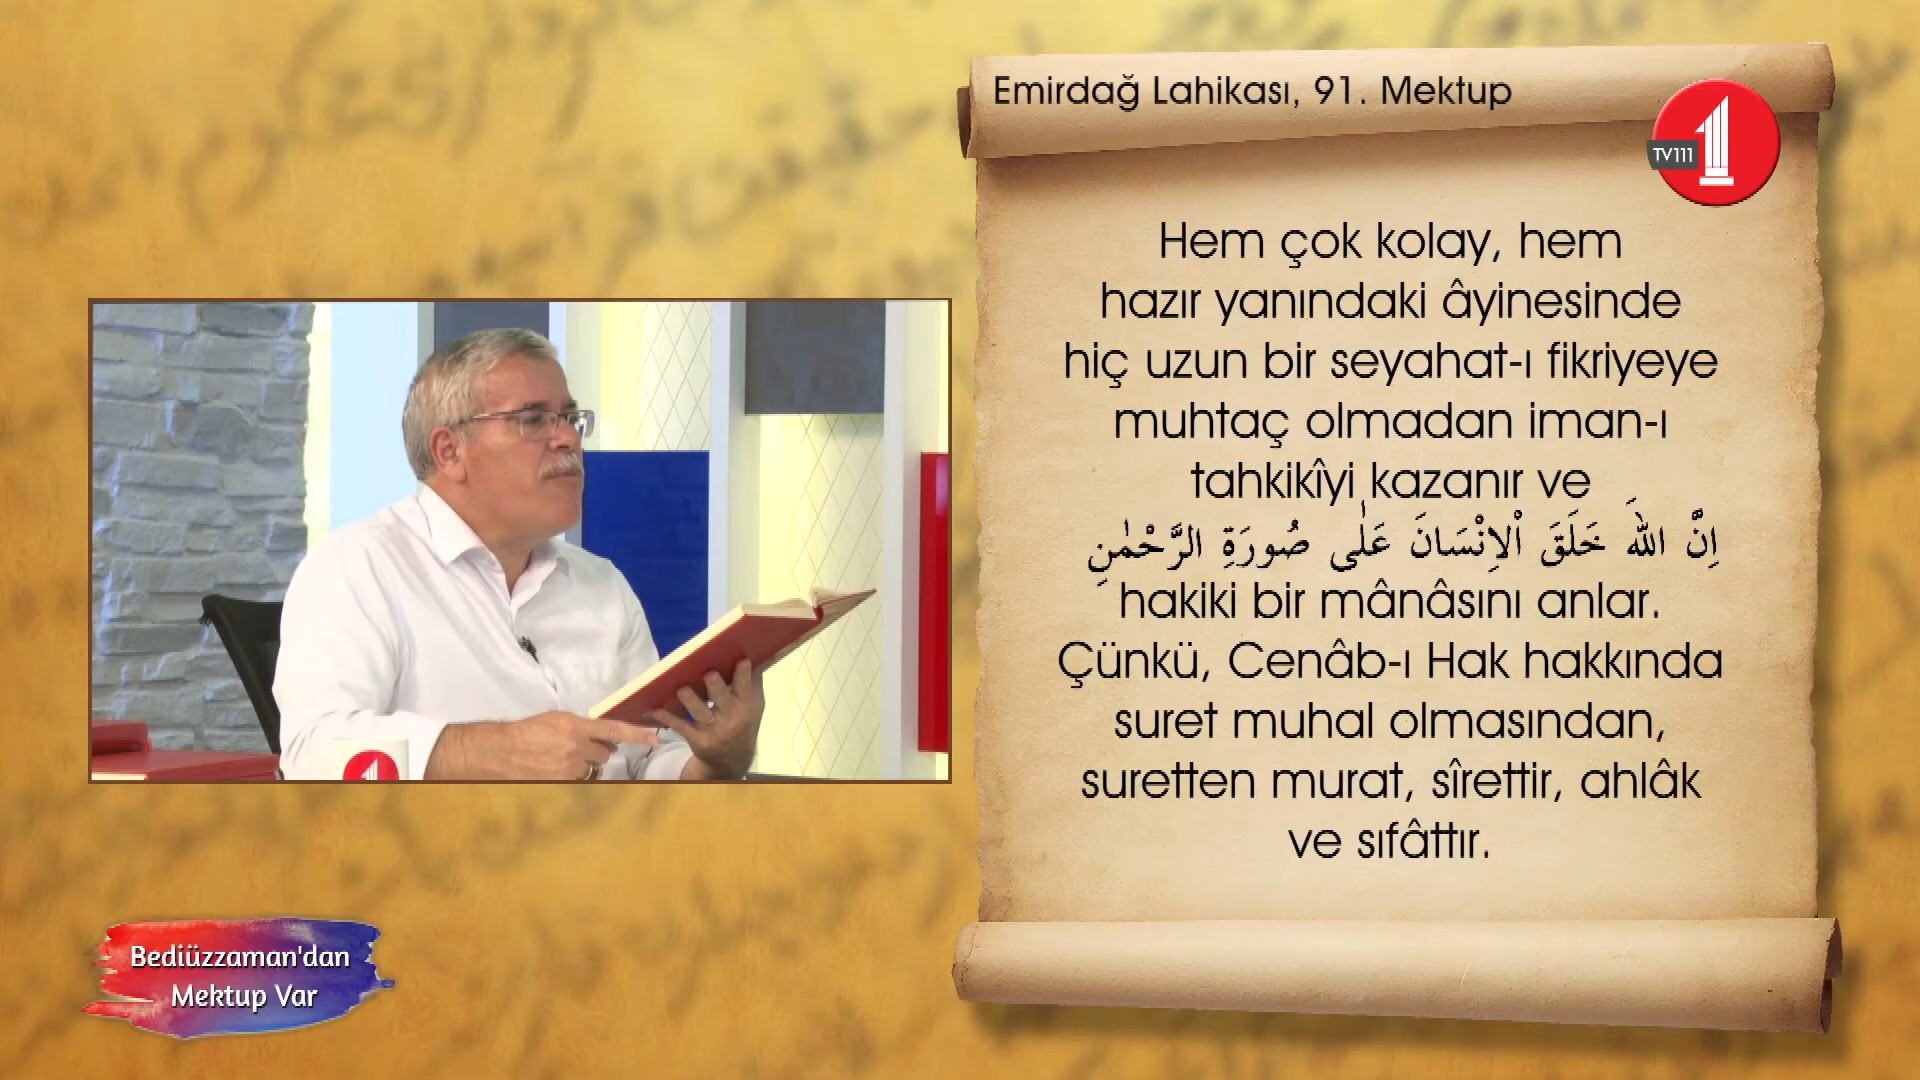 Emirdağ Lahikası, 91. Mektup
TV111
Hem çok kolay, hem
hazır yanındaki âyinesinde
hiç uzun bir seyahat-ı fikriyeye
muhtaç olmadan iman-ı
tahkikîyi kazanır ve
اِنَّ اللهَ خَلَقَ اْلاِنْسَانَ عَلٰى صُورَةِ الرَّحْمٰنِ
hakiki bir mânâsını anlar.
Çünkü, Cenâb-ı Hak hakkında
suret muhal olmasından,
suretten murat, sîrettir, ahlâk
ve sıfâttır.
Bediüzzaman'dan
Mektup Var